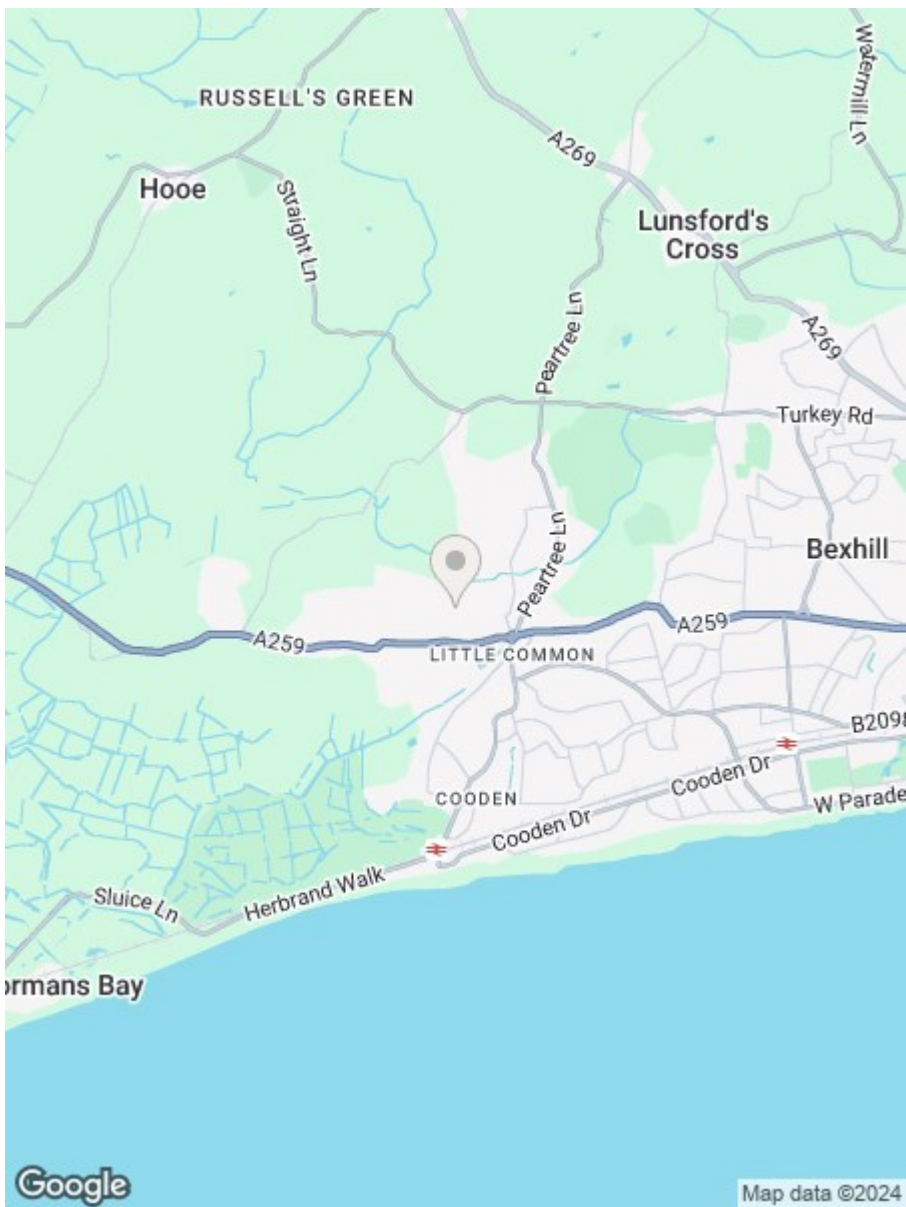 Watermill Ln
RUSSELL'S GREEN
A269
Hooe
Straight Ln
Lunsford's
Cross
Peartree Ln
A269
Turkey Rd
Peartree Ln
Bexhill
A259
A259
LITTLE COMMON
B2098
Cooden Dr
COODEN
W Parade
Cooden Dr
Herbrand Walk
Sluice Ln
ormans Bay
Google
Map data ©2024